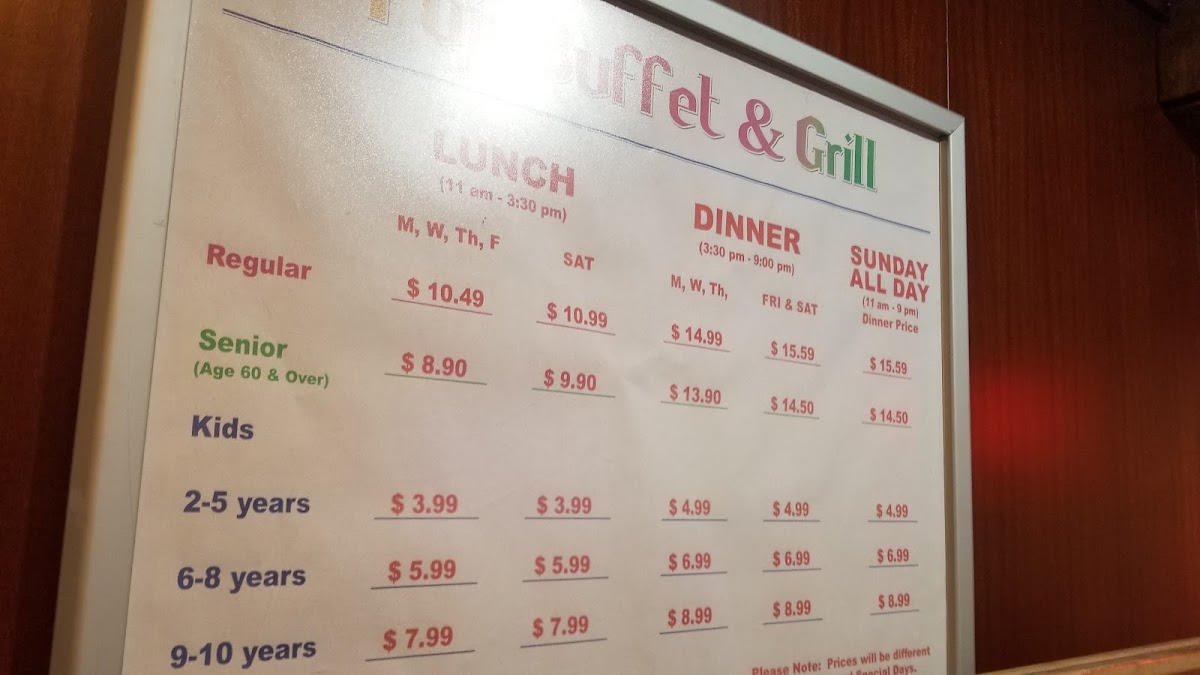 Buffet & Grill
LUNCH
(11 am - 3:30 pm)
DINNER
(3:30 pm - 9:00 pm)
SUNDAY
ALL DAY
(11 am - 9 pm)
Dinner Price
M, W, Th, F
SAT
M, W, Th,
FRI & SAT
Regular
$ 10.49
$ 10.99
$ 14.99
$ 15.59
$ 15.59
Senior
(Age 60 & Over)
$ 8.90
$ 9.90
$ 13.90
$ 14.50
$ 14.50
Kids
2-5 years
$ 3.99
$ 3.99
$ 4.99
$ 4.99
$ 4.99
6-8 years
$ 5.99
$ 5.99
$ 6.99
$ 6.99
$ 6.99
9-10 years
$ 7.99
$ 7.99
$ 8.99
$ 8.99
$ 8.99
Please Note: Prices will be different
Special Days.